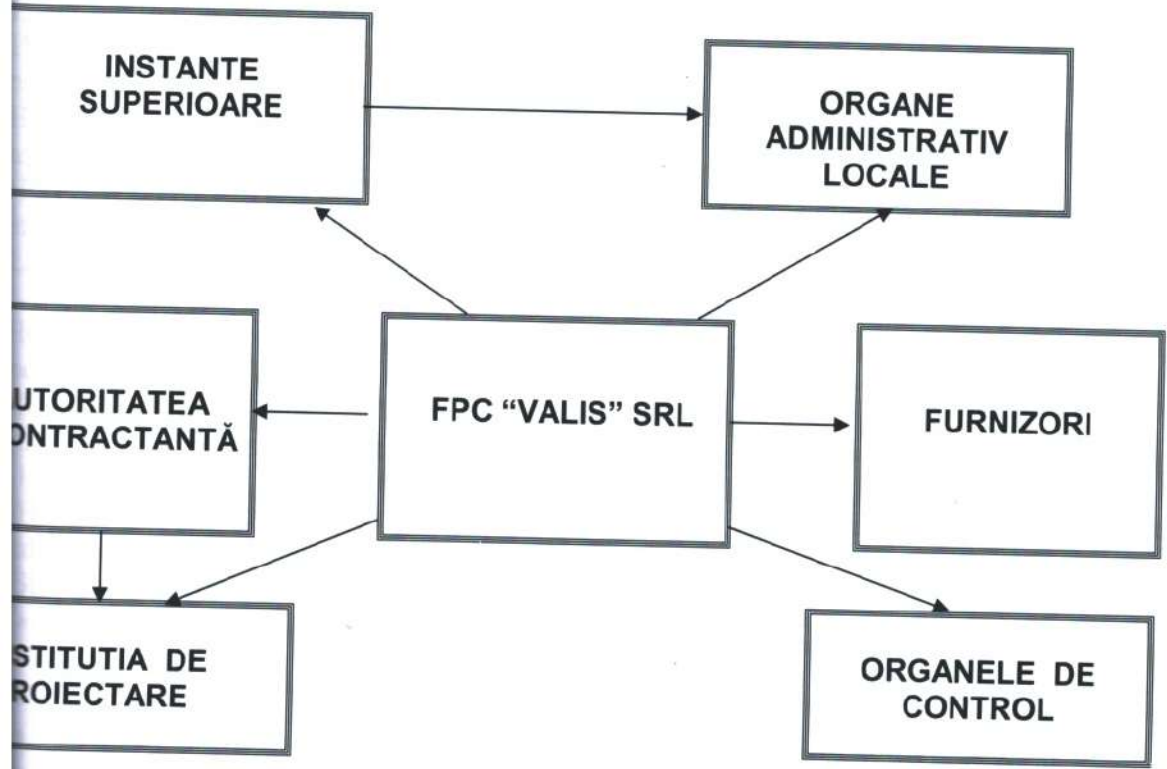 INSTANTE
SUPERIOARE
ORGANE
ADMINISTRATIV
LOCALE
UTORITATEA
ONTRACTANTĂ
FPC “VALIS” SRL
FURNIZORI
STITUTIA DE
ROIECTARE
ORGANELE DE
CONTROL